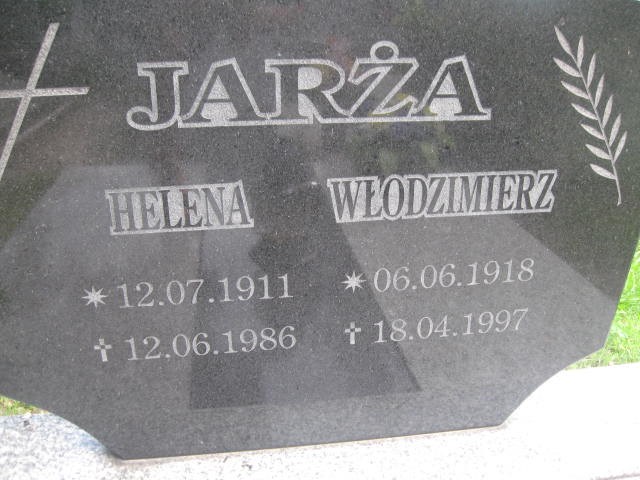 JARŻA
HELENA WŁODZIMIERZ
* 12.07.1911 * 06.06.1918
† 12.06.1986 † 18.04.1997